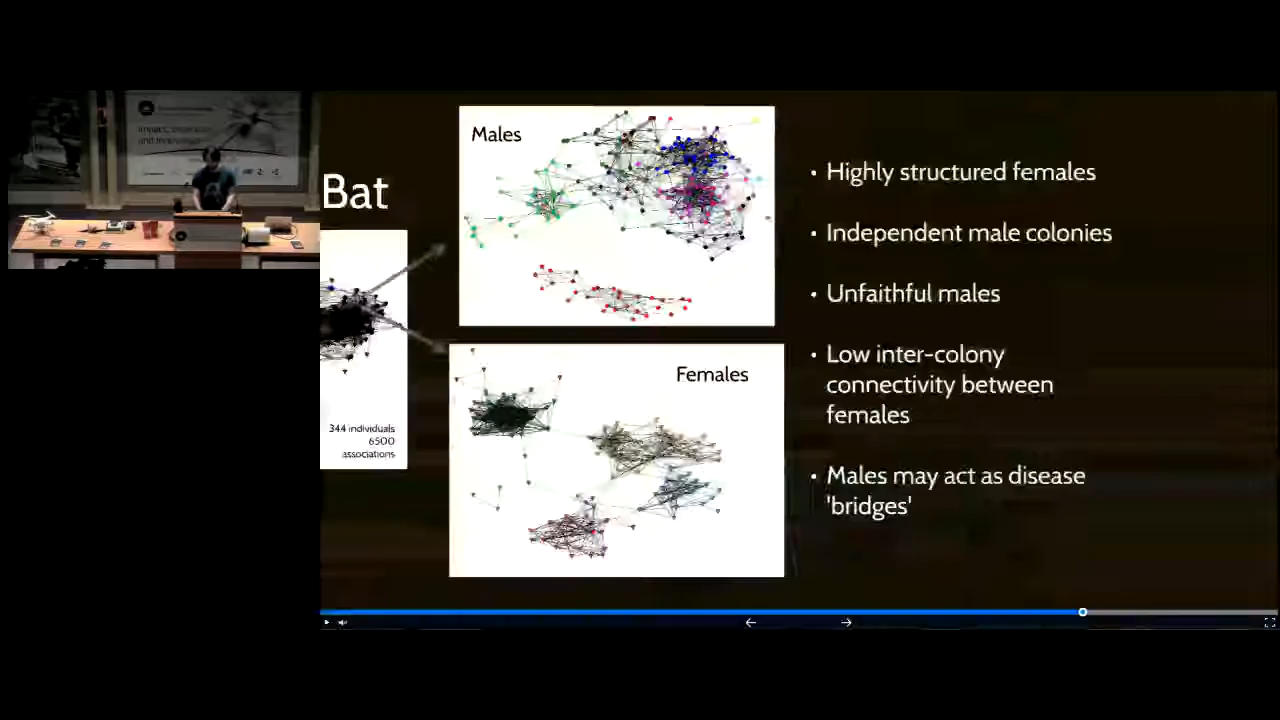 Bat
344 individuals
6500
associations
Males
Females
• Highly structured females
• Independent male colonies
• Unfaithful males
• Low inter-colony
connectivity between
females
• Males may act as disease
'bridges'